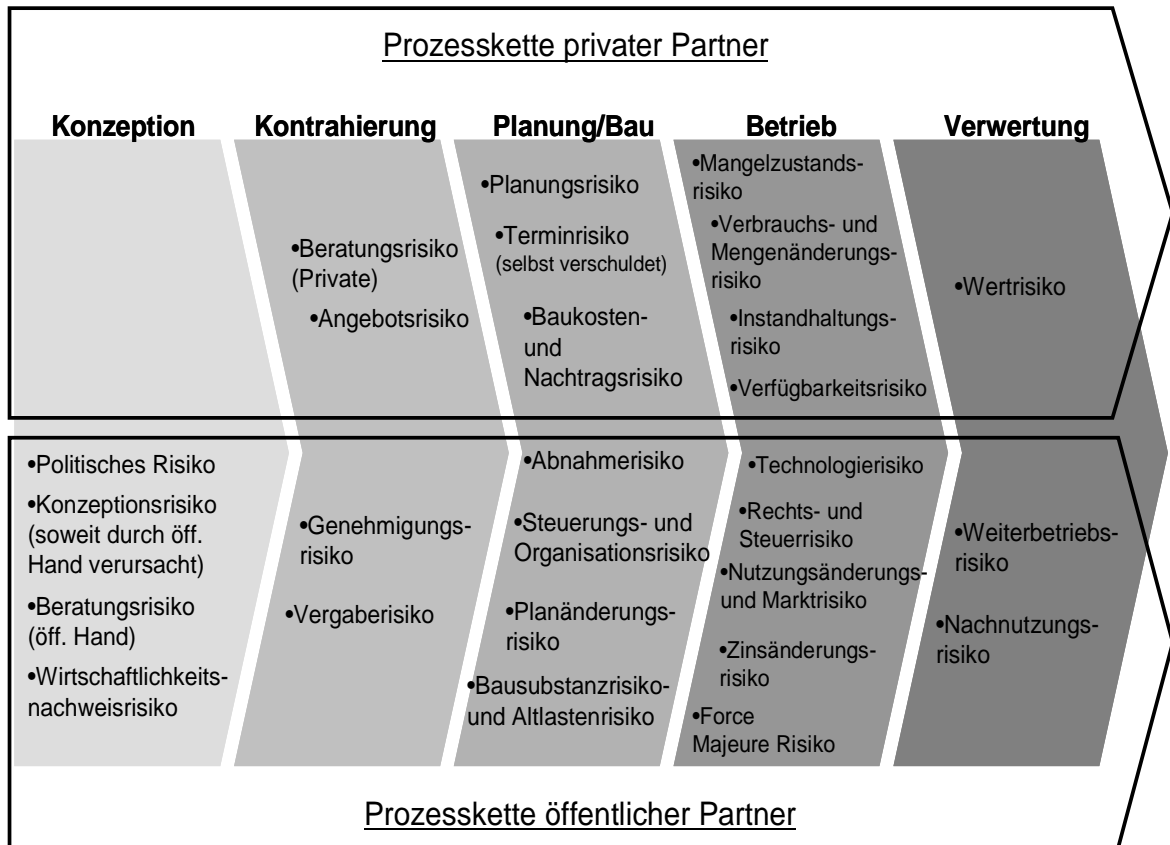 Prozesskette privater Partner
Konzeption
Kontrahierung
Planung/Bau
Betrieb
Verwertung
•Beratungsrisiko
(Private)
•Angebotsrisiko
•Planungsrisiko
•Terminrisiko
(selbst verschuldet)
•Baukosten-
und
Nachtragsrisiko
•Mangelzustands-
risiko
•Verbrauchs- und
Mengenänderungs-
risiko
•Instandhaltungs-
risiko
•Verfügbarkeitsrisiko
•Wertrisiko
•Politisches Risiko
•Konzeptionsrisiko
(soweit durch öff.
Hand verursacht)
•Beratungsrisiko
(öff. Hand)
•Wirtschaftlichkeits-
nachweisrisiko
•Genehmigungs-
risiko
•Vergaberisiko
•Abnahmerisiko
•Steuerungs- und
Organisationsrisiko
•Planänderungs-
risiko
•Bausubstanzrisiko-
und Altlastenrisiko
•Technologierisiko
•Rechts- und
Steuerrisiko
•Nutzungsänderungs-
und Marktrisiko
•Zinsänderungs-
risiko
•Force
Majeure Risiko
•Weiterbetriebs-
risiko
•Nachnutzungs-
risiko
Prozesskette öffentlicher Partner